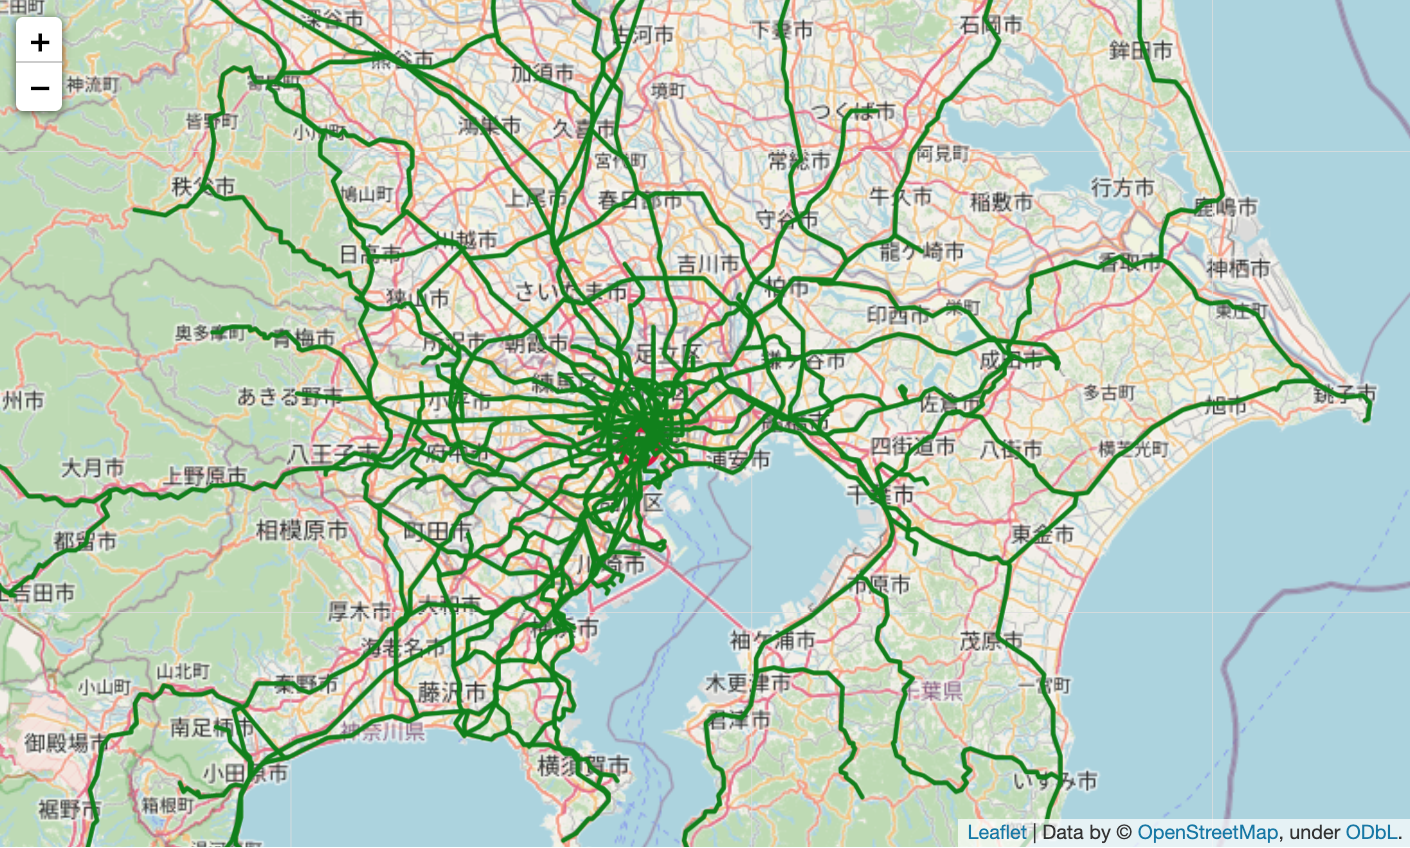 +
−
深谷市
古河市
下妻市
石岡市
鉾田市
熊谷市
神流町
加須市
境町
つくば市
皆野町
小川町
鴻巣市
久喜市
宮代町
常総市
阿見町
秩父市
鳩山町
上尾市
春日部市
守谷市
牛久市
稲敷市
行方市
鹿嶋市
日高市
川越市
吉川市
柏市
龍ケ崎市
香取市
神栖市
狭山市
さいたま市
印西市
栄町
東庄町
奥多摩町
青梅市
所沢市
朝霞市
足立区
鎌ケ谷市
成田市
州市
あきる野市
小平市
佐倉市
多古町
旭市
銚子市
大月市
上野原市
八王子市
府中市
浦安市
四街道市
八街市
横芝光町
千葉市
都留市
相模原市
町田市
東金市
川崎市
吉田市
厚木市
大和市
市原市
海老名市
袖ケ浦市
茂原市
山北町
小山町
秦野市
藤沢市
木更津市
千葉県
一宮町
御殿場市
南足柄市
神奈川県
君津市
小田原市
横須賀市
いすみ市
裾野市
箱根町
Leaflet | Data by © OpenStreetMap, under ODbL.